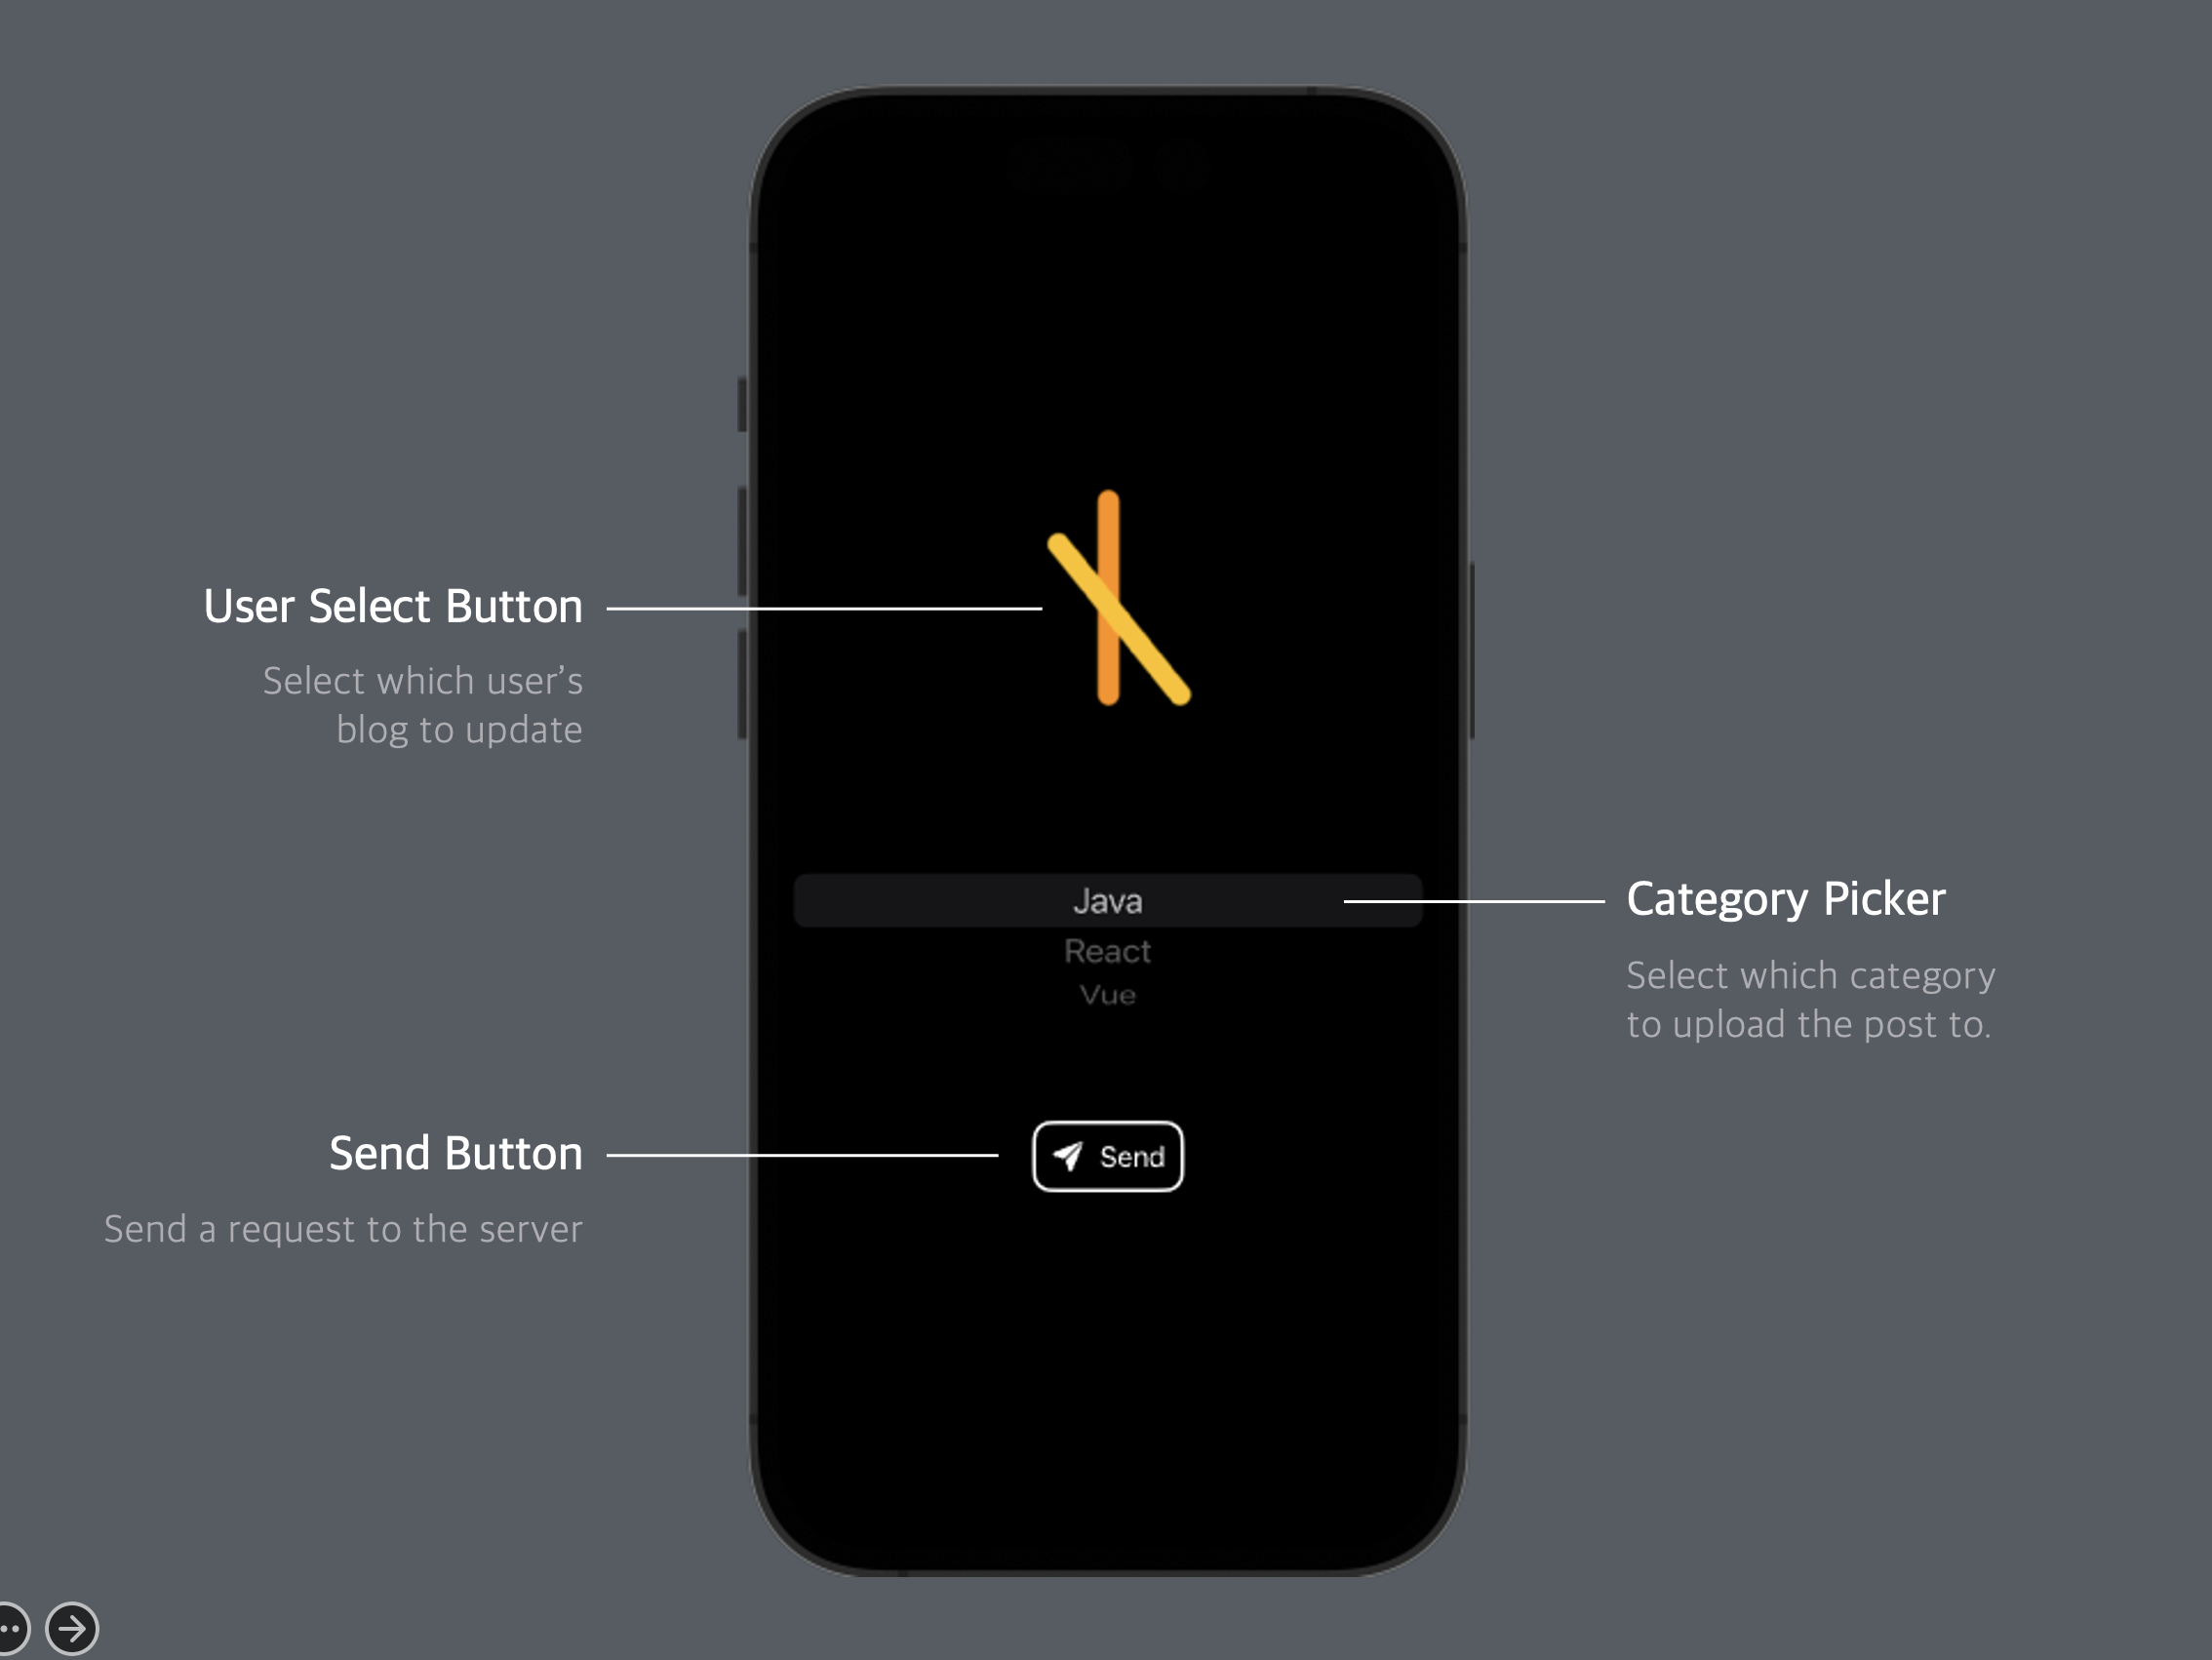 User Select Button
Select which user’s
blog to update
Java
React
Vue
Category Picker
Select which category
to upload the post to.
Send Button
Send a request to the server
Send